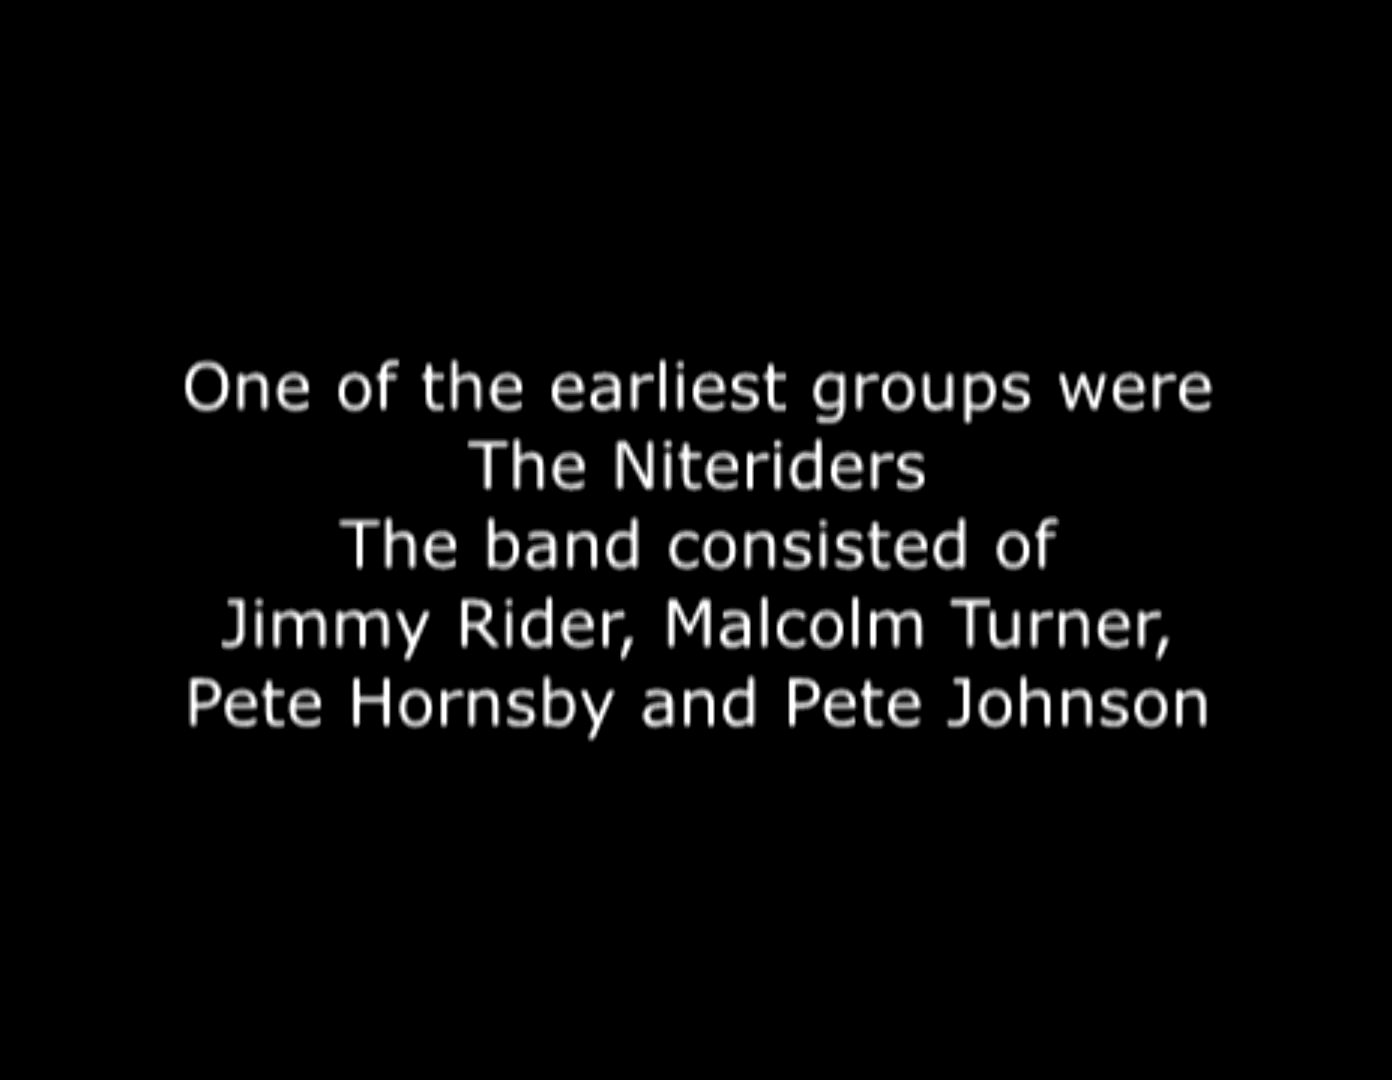 One of the earliest groups were
The Niteriders
The band consisted of
Jimmy Rider, Malcolm Turner,
Pete Hornsby and Pete Johnson